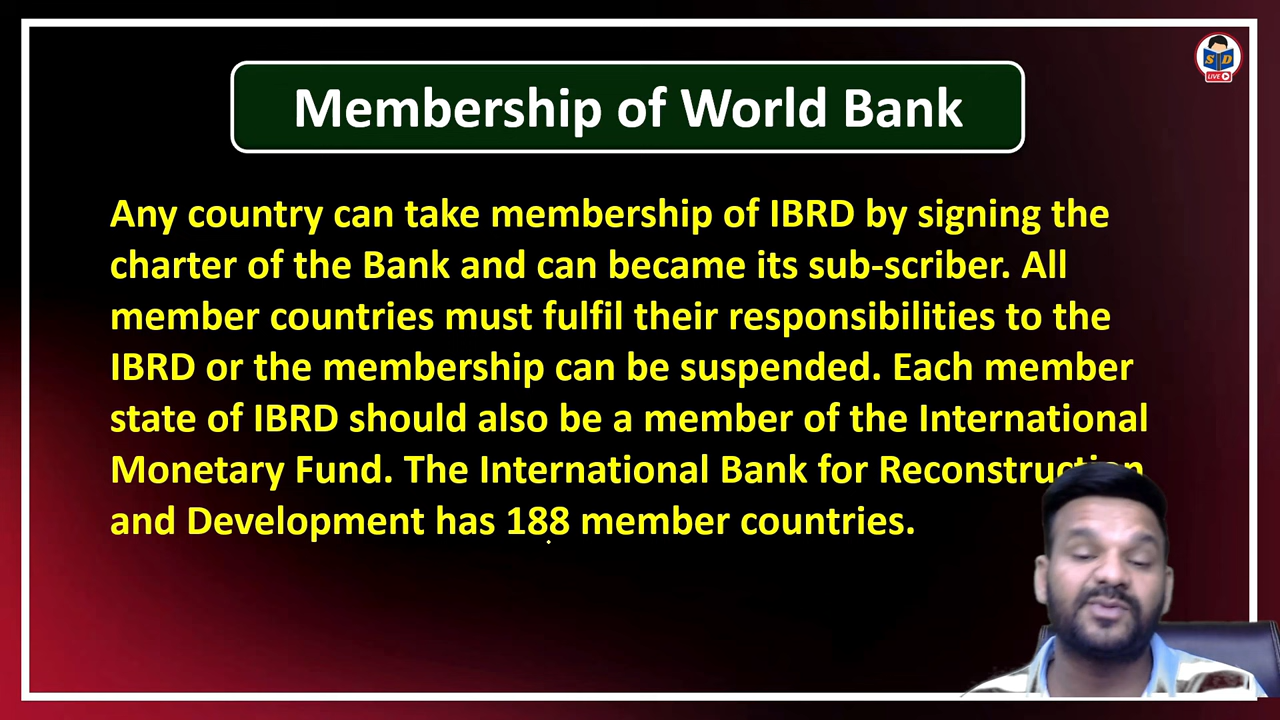 Membership of World Bank
Any country can take membership of IBRD by signing the
charter of the Bank and can became its sub-scriber. All
member countries must fulfil their responsibilities to the
IBRD or the membership can be suspended. Each member
state of IBRD should also be a member of the International
Monetary Fund. The International Bank for Reconstruction
and Development has 188 member countries.
S D
LIVE